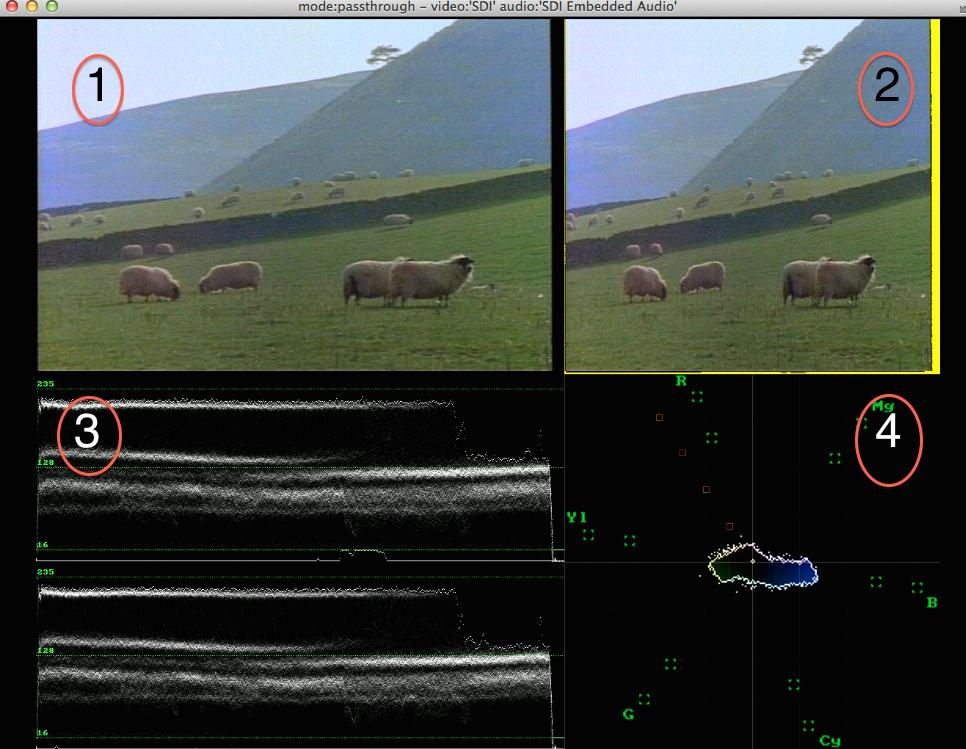 mode:passthrough – video:'SDI' audio:'SDI Embedded Audio'
1
2
235
3
128
16
235
128
16
R
Mg
4
Yl
B
G
Cy